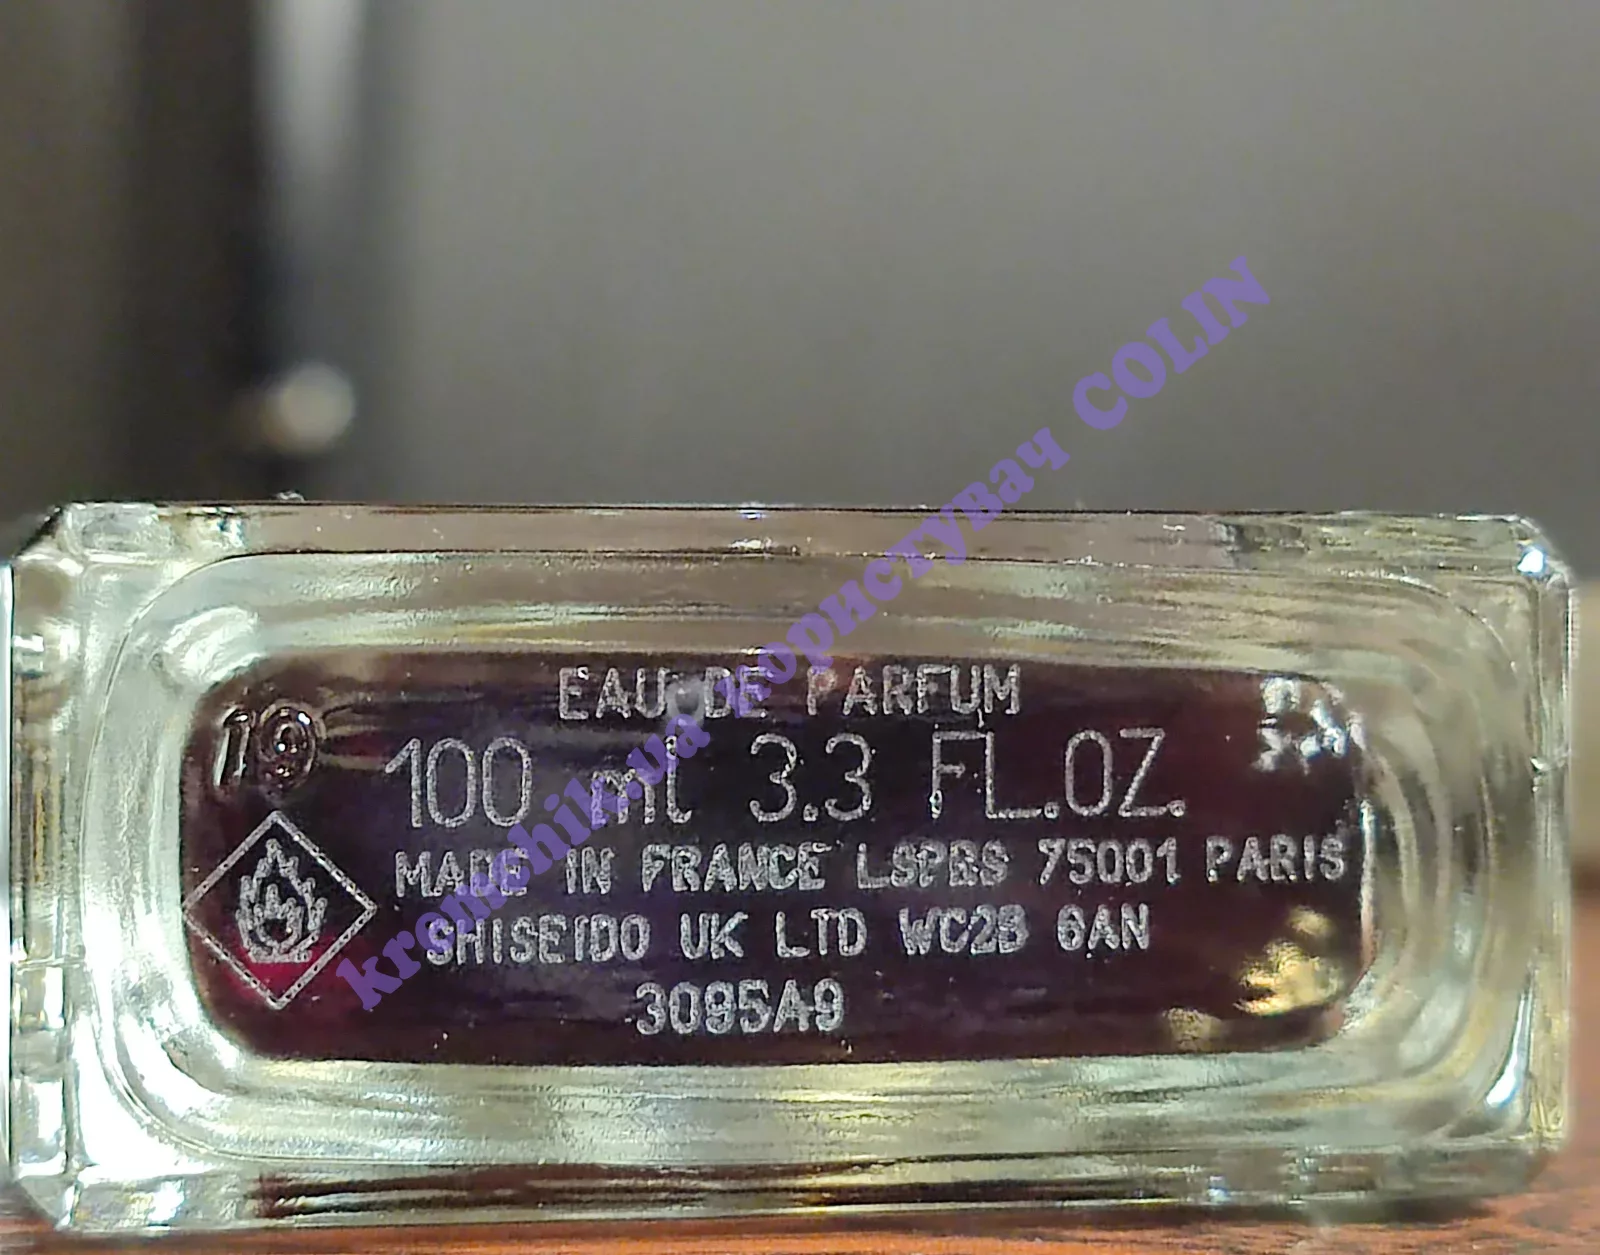 EAU DE PARFUM
19
100 ml 3.3 FL.OZ.
MADE IN FRANCE LSPBS 75001 PARIS
SHISEIDO UK LTD WC2B 6AN
3095A9
kremchik.ua користувач COLIN